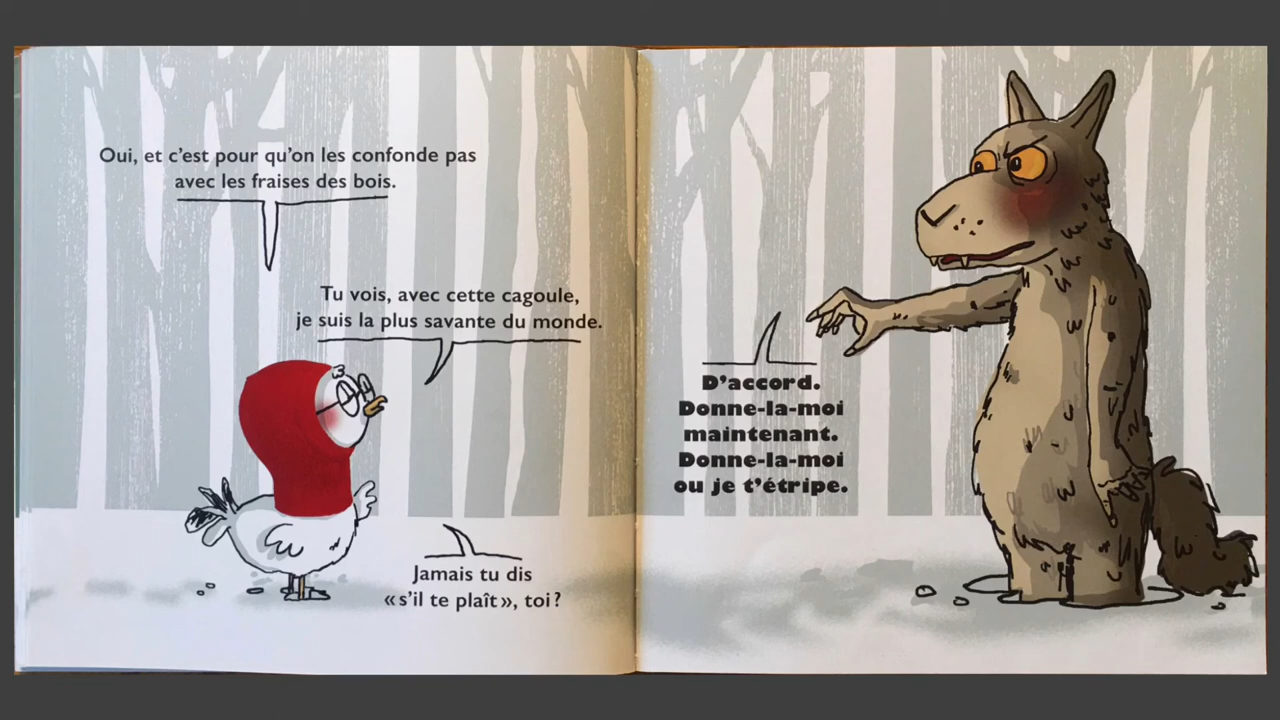 Oui, et c'est pour qu'on les confonde pas
avec les fraises des bois.
Tu vois, avec cette cagoule,
je suis la plus savante du monde.
Jamais tu dis
«s'il te plaît», toi?
D'accord.
Donne-la-moi
maintenant.
Donne-la-moi
ou je t'étripe.